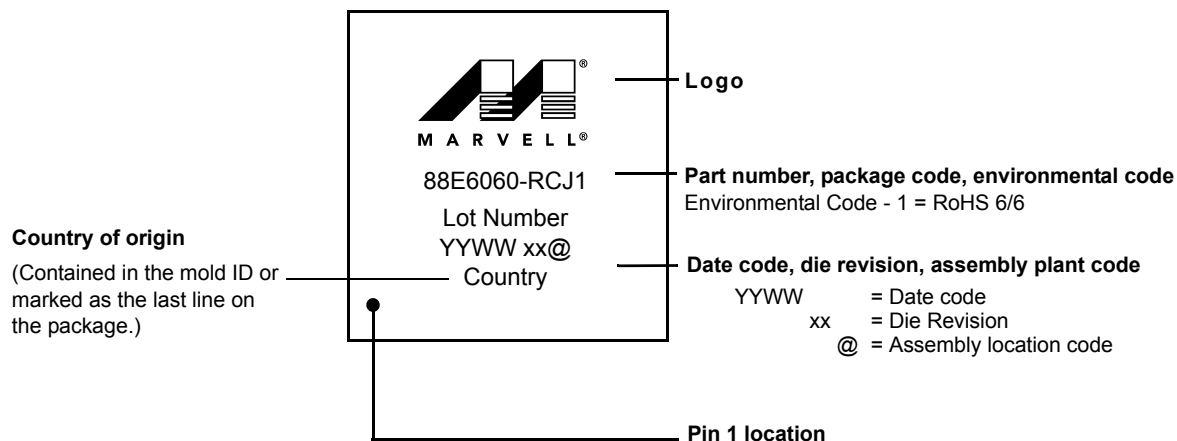 ®
MARVELL®
88E6060-RCJ1
Lot Number
YYWW xx@
Country
Logo
Part number, package code, environmental code
Environmental Code - 1 = RoHS 6/6
Country of origin
(Contained in the mold ID or
marked as the last line on
the package.)
Date code, die revision, assembly plant code
YYWW = Date code
xx = Die Revision
@ = Assembly location code
Pin 1 location